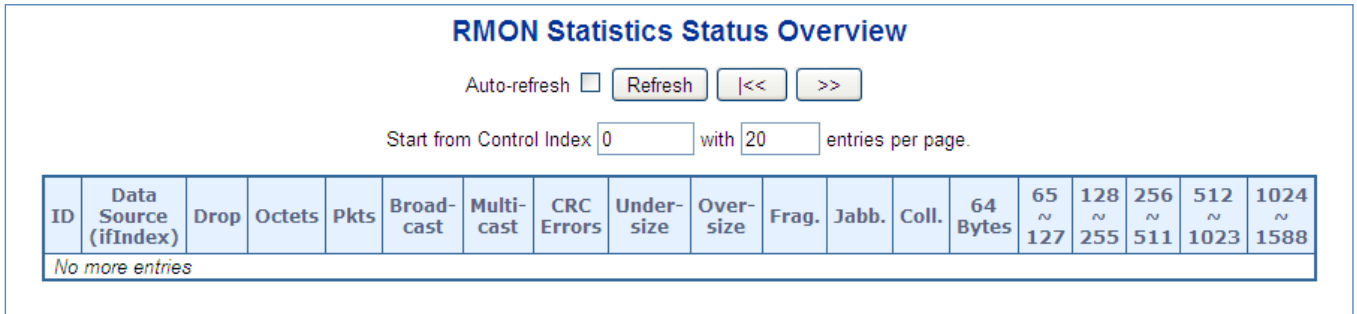 RMON Statistics Status Overview
Auto-refresh Refresh |<< >>
Start from Control Index 0 with 20 entries per page.
ID Data Source (ifIndex) Drop Octets Pkts Broad-cast Multi-cast CRC Errors Under-size Over-size Frag. Jabb. Coll. 64 Bytes 65 ~ 127 128 ~ 255 256 ~ 511 512 ~ 1023 1024 ~ 1588
No more entries